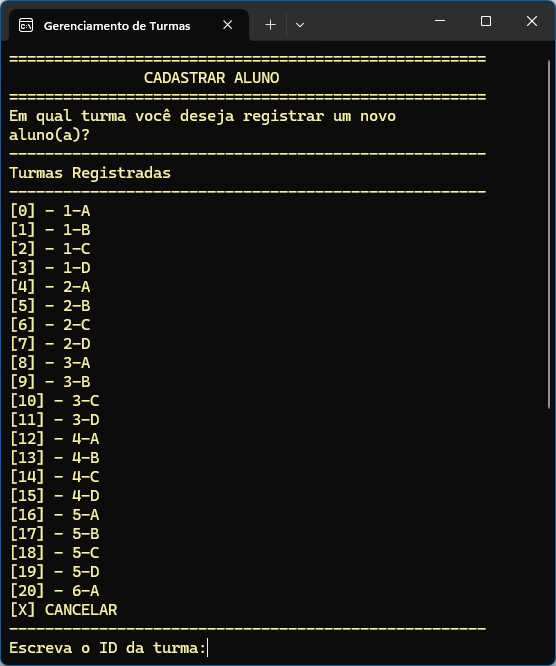 Gerenciamento de Turmas
=====================================================
CADASTRAR ALUNO
=====================================================
Em qual turma você deseja registrar um novo
aluno(a)?
-----------------------------------------------------
Turmas Registradas
-----------------------------------------------------
[0] - 1-A
[1] - 1-B
[2] - 1-C
[3] - 1-D
[4] - 2-A
[5] - 2-B
[6] - 2-C
[7] - 2-D
[8] - 3-A
[9] - 3-B
[10] - 3-C
[11] - 3-D
[12] - 4-A
[13] - 4-B
[14] - 4-C
[15] - 4-D
[16] - 5-A
[17] - 5-B
[18] - 5-C
[19] - 5-D
[20] - 6-A
[X] CANCELAR
-----------------------------------------------------
Escreva o ID da turma: